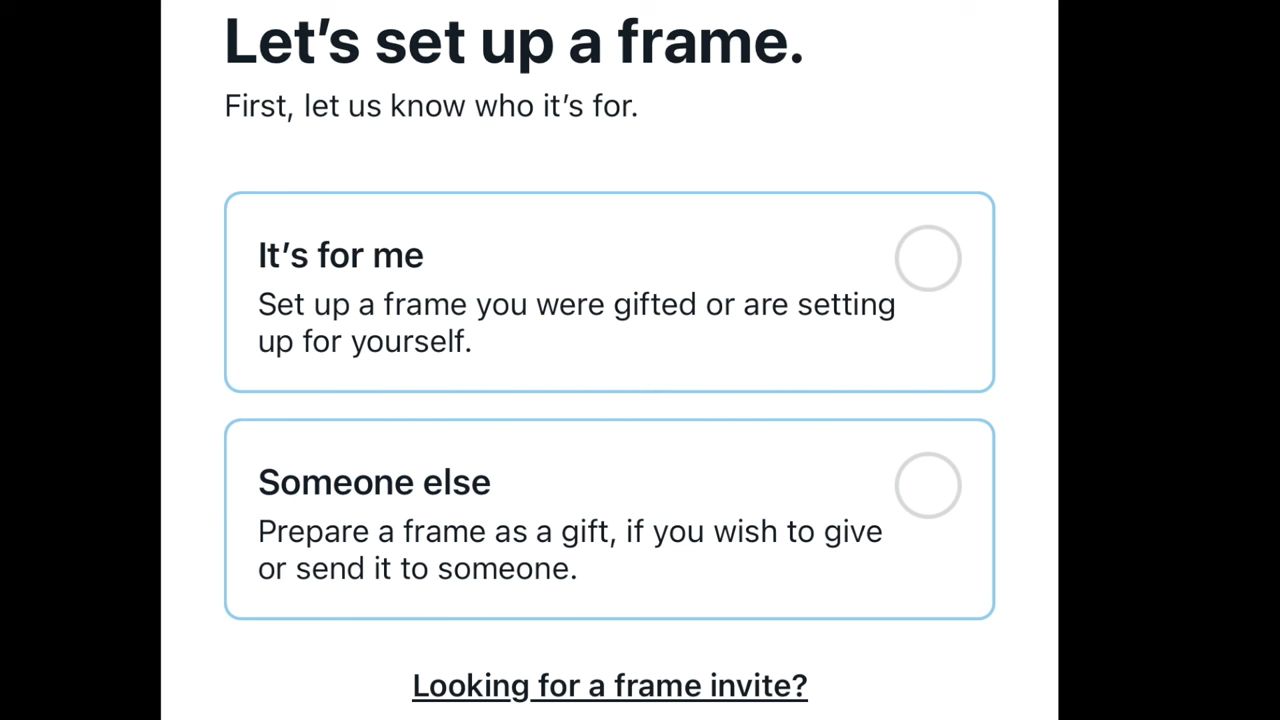 Let’s set up a frame.
First, let us know who it’s for.
It’s for me
Set up a frame you were gifted or are setting
up for yourself.
Someone else
Prepare a frame as a gift, if you wish to give
or send it to someone.
Looking for a frame invite?